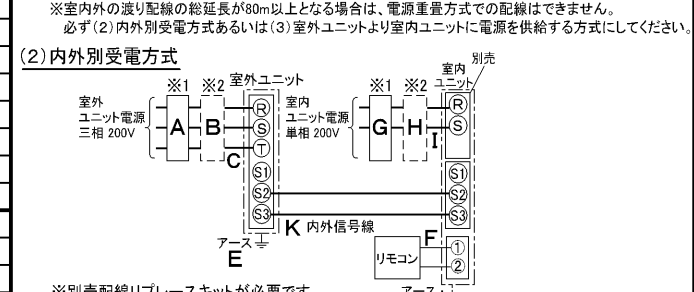 ※室内外の渡り配線の総延長が80m以上となる場合は、電源重畳方式での配線はできません。
必ず(2)内外別受電方式あるいは(3)室外ユニットより室内ユニットに電源を供給する方式にしてください。
(2)内外別受電方式
別売
※1 ※2 室外ユニット
※1 ※2 室内
ユニット
室外
ユニット電源
三相 200V
A B
R
S
T
C
S1
S2
S3
室内
ユニット電源
単相 200V
G H
R
S
I
S1
S2
S3
K 内外信号線
アース
E
リモコン
F
①
②
※別売配線リプレースキットが必要です
アース